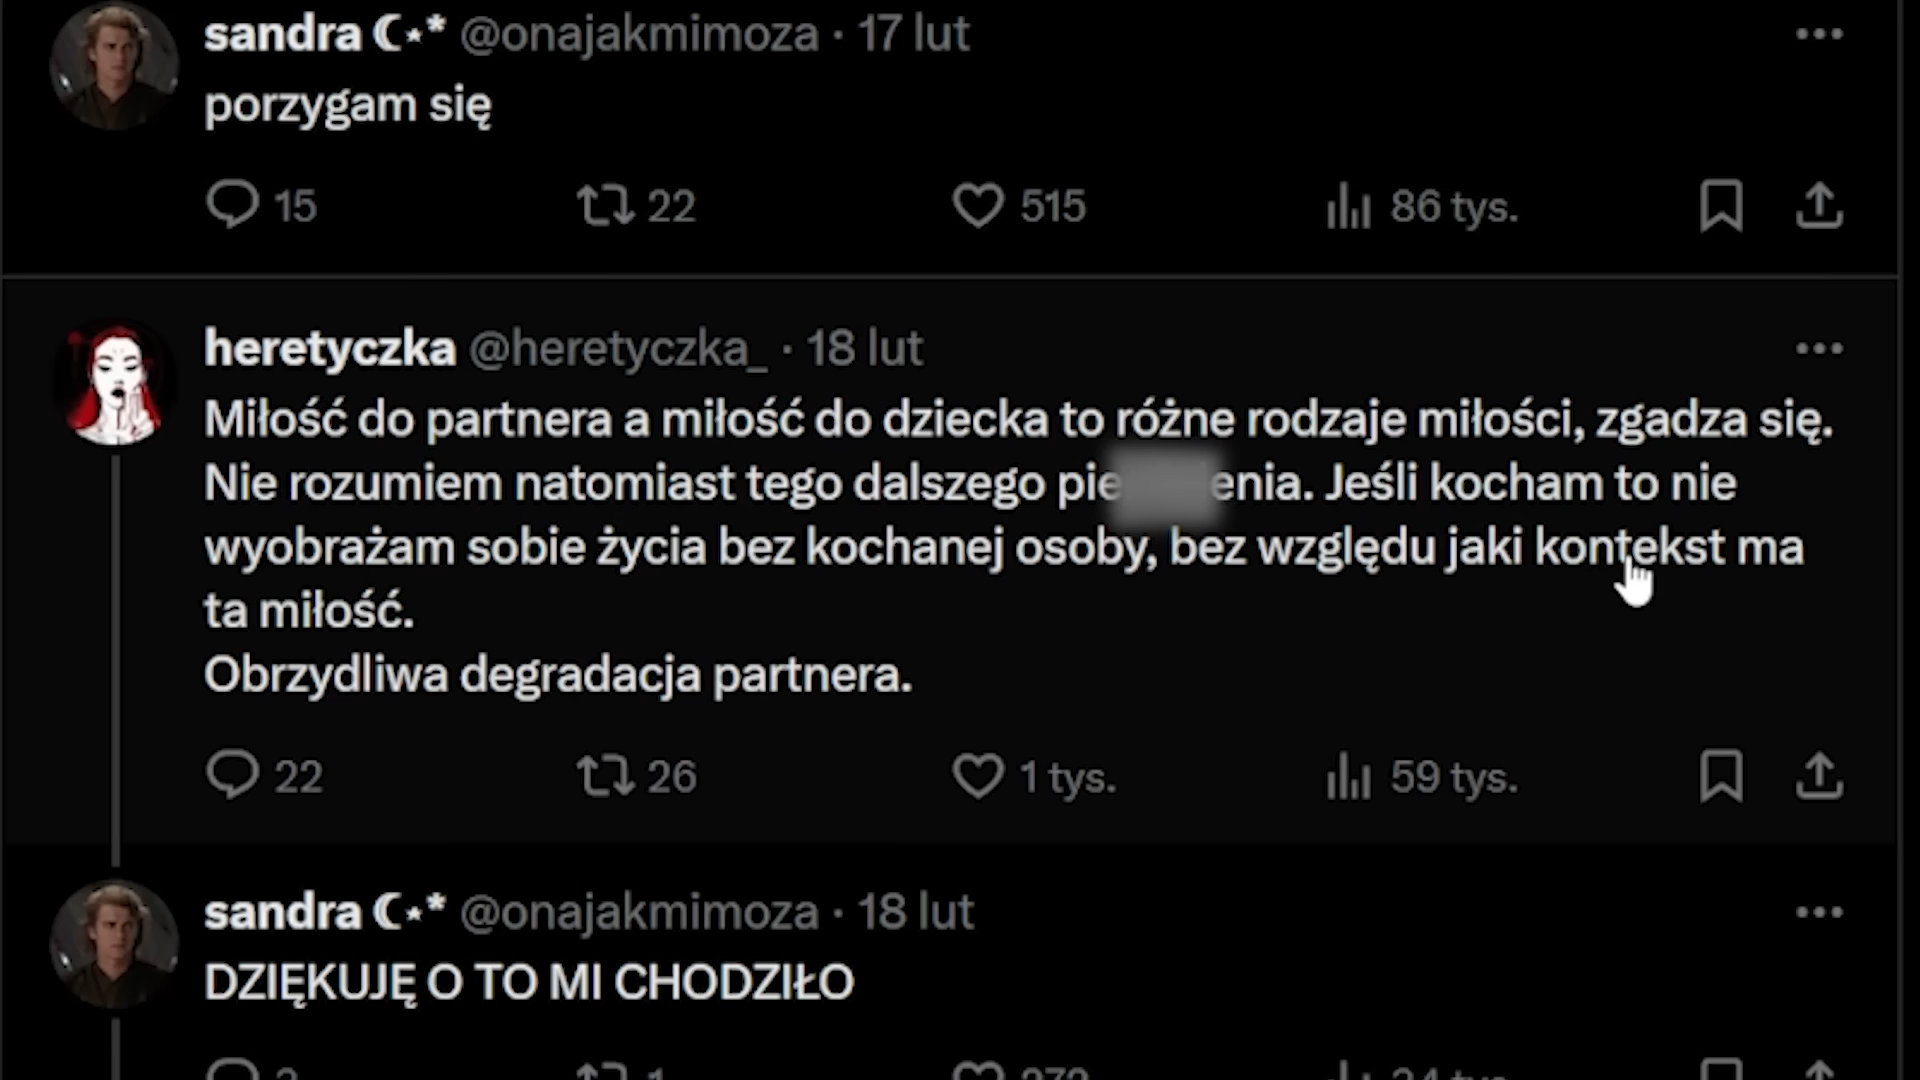 sandra ☾⋆* @onajakmimoza · 17 lut
porzygam się
15 22 515 86 tys.
heretyczka @heretyczka_ · 18 lut
Miłość do partnera a miłość do dziecka to różne rodzaje miłości, zgadza się.
Nie rozumiem natomiast tego dalszego pie enia. Jeśli kocham to nie
wyobrażam sobie życia bez kochanej osoby, bez względu jaki kontekst ma
ta miłość.
Obrzydliwa degradacja partnera.
22 26 1 tys. 59 tys.
sandra ☾⋆* @onajakmimoza · 18 lut
DZIĘKUJĘ O TO MI CHODZIŁO